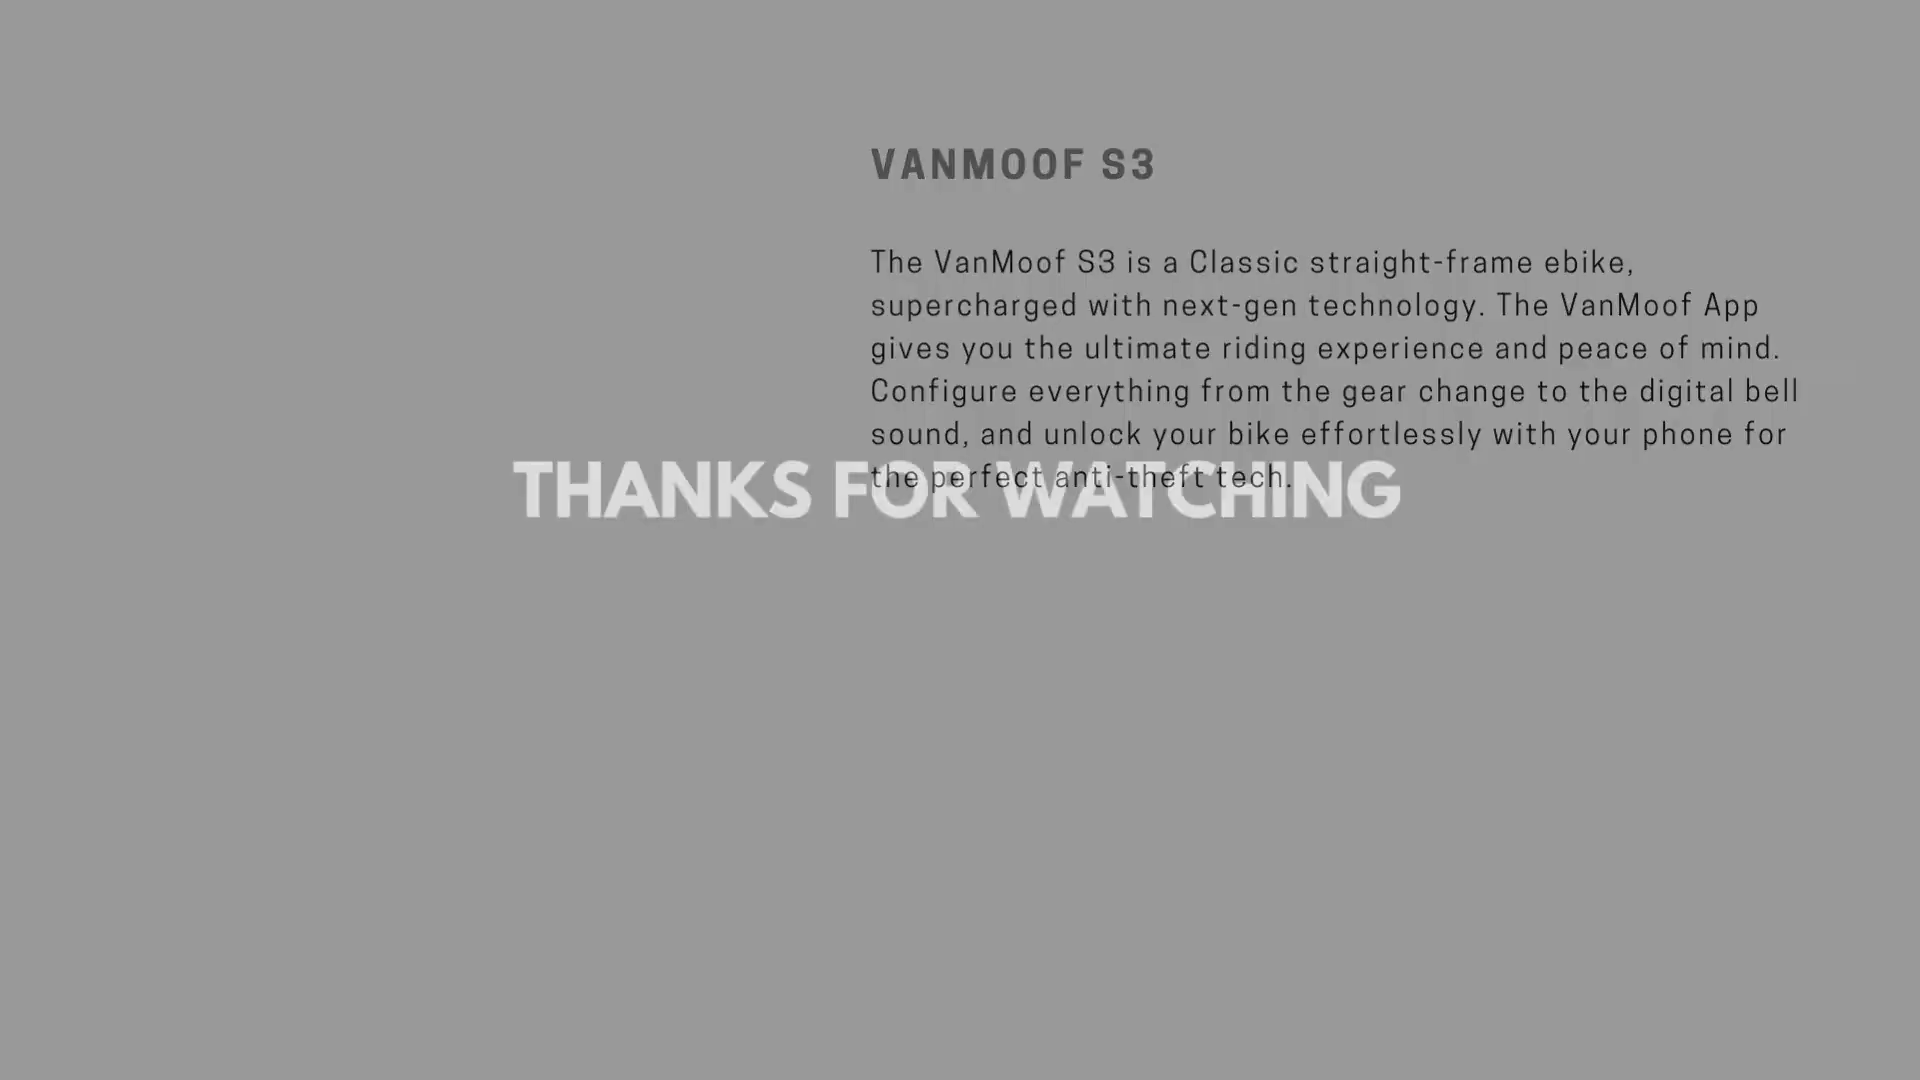 VANMOOF S3
The VanMoof S3 is a Classic straight-frame ebike,
supercharged with next-gen technology. The VanMoof App
gives you the ultimate riding experience and peace of mind.
Configure everything from the gear change to the digital bell
sound, and unlock your bike effortlessly with your phone for
the perfect anti-theft tech.
THANKS FOR WATCHING